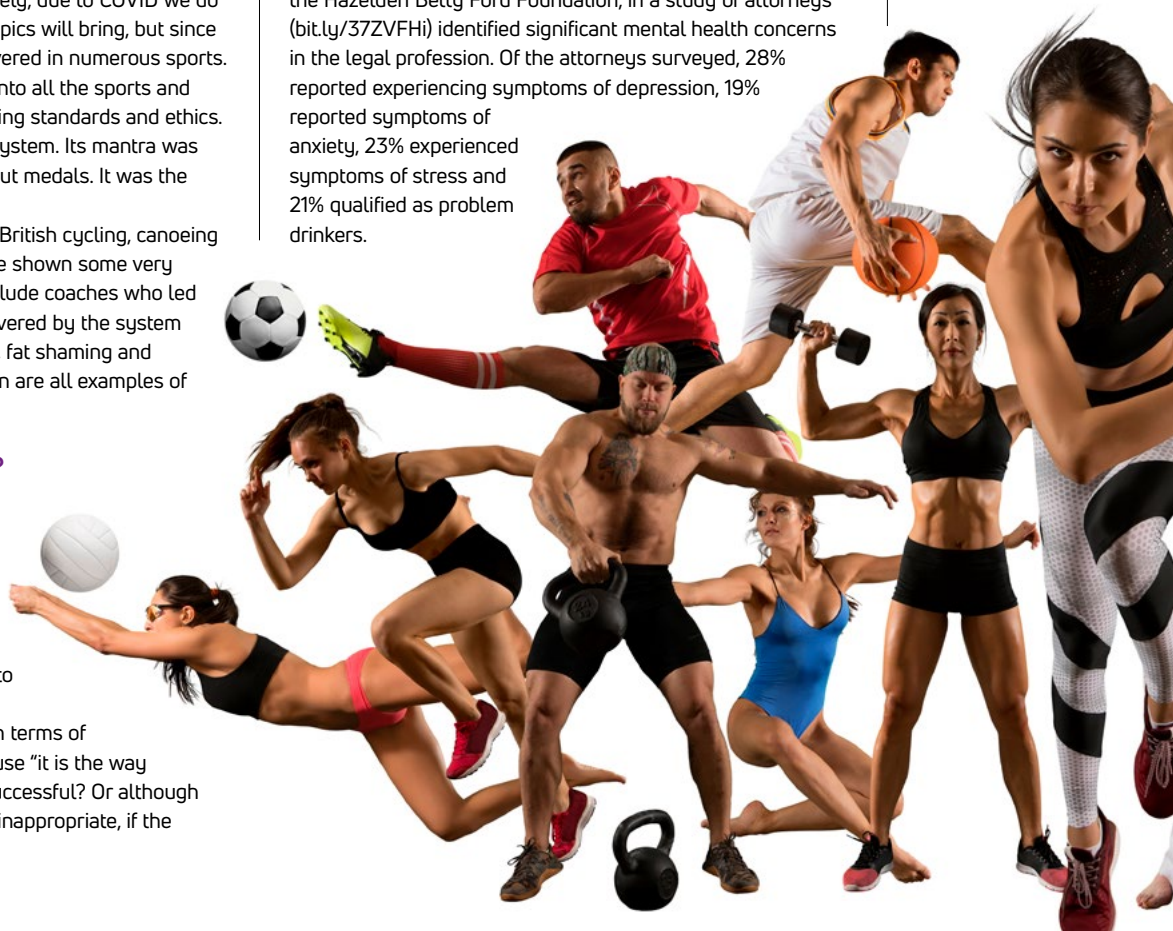 ely, due to COVID we do
pics will bring, but since
vered in numerous sports.
nto all the sports and
ing standards and ethics.
ystem. Its mantra was
ut medals. It was the
British cycling, canoeing
e shown some very
lude coaches who led
vered by the system
fat shaming and
n are all examples of
to
n terms of
use “it is the way
uccessful? Or although
inappropriate, if the
the Hazelden Betty Ford Foundation, in a study of attorneys
(bit.ly/37ZVFHi) identified significant mental health concerns
in the legal profession. Of the attorneys surveyed, 28%
reported experiencing symptoms of depression, 19%
reported symptoms of
anxiety, 23% experienced
symptoms of stress and
21% qualified as problem
drinkers.